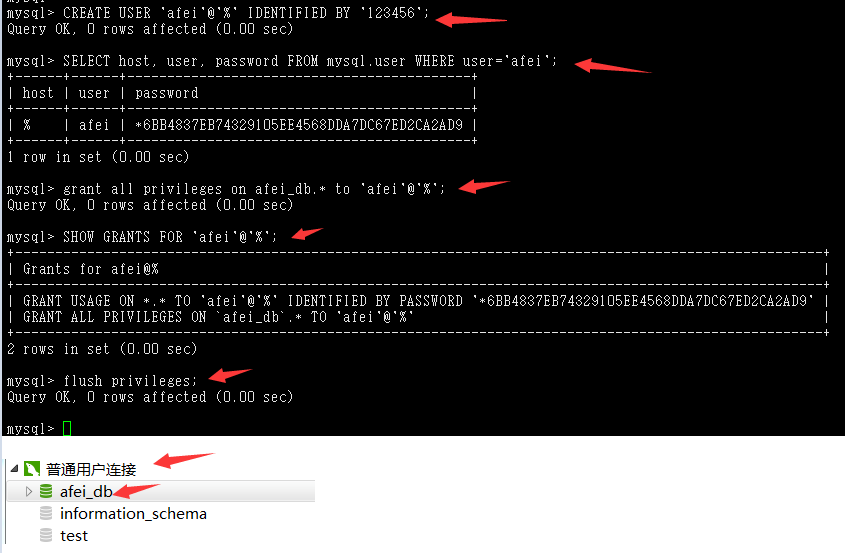 mysql> CREATE USER 'afei'@'%' IDENTIFIED BY '123456';
Query OK, 0 rows affected (0.00 sec)
mysql> SELECT host, user, password FROM mysql.user WHERE user='afei';
+------+------+-------------------------------------------+
| host | user | password                                  |
+------+------+-------------------------------------------+
| %    | afei | *6BB4837EB74329105EE4568DDA7DC67ED2CA2AD9 |
+------+------+-------------------------------------------+
1 row in set (0.00 sec)
mysql> grant all privileges on afei_db.* to 'afei'@'%';
Query OK, 0 rows affected (0.00 sec)
mysql> SHOW GRANTS FOR 'afei'@'%';
+-----------------------------------------------------------------------------------------------------+
| Grants for afei@%                                                                                   |
+-----------------------------------------------------------------------------------------------------+
| GRANT USAGE ON *.* TO 'afei'@'%' IDENTIFIED BY PASSWORD '*6BB4837EB74329105EE4568DDA7DC67ED2CA2AD9' |
| GRANT ALL PRIVILEGES ON `afei_db`.* TO 'afei'@'%'                                                   |
+-----------------------------------------------------------------------------------------------------+
2 rows in set (0.00 sec)
mysql> flush privileges;
Query OK, 0 rows affected (0.00 sec)
mysql>
普通用户连接
afei_db
information_schema
test